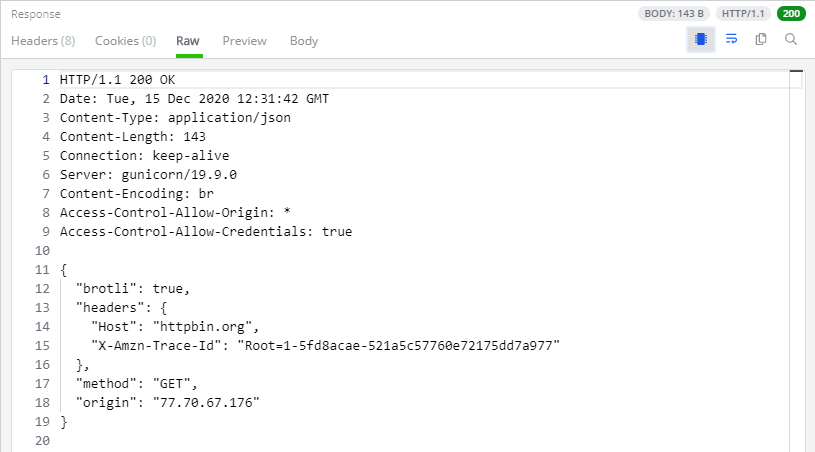 Response
BODY: 143 B
HTTP/1.1
200
Headers (8)
Cookies (0)
Raw
Preview
Body
1 HTTP/1.1 200 OK
2 Date: Tue, 15 Dec 2020 12:31:42 GMT
3 Content-Type: application/json
4 Content-Length: 143
5 Connection: keep-alive
6 Server: gunicorn/19.9.0
7 Content-Encoding: br
8 Access-Control-Allow-Origin: *
9 Access-Control-Allow-Credentials: true
10
11 {
12   "brotli": true,
13   "headers": {
14     "Host": "httpbin.org",
15     "X-Amzn-Trace-Id": "Root=1-5fd8acae-521a5c57760e72175dd7a977"
16   },
17   "method": "GET",
18   "origin": "77.70.67.176"
19 }
20